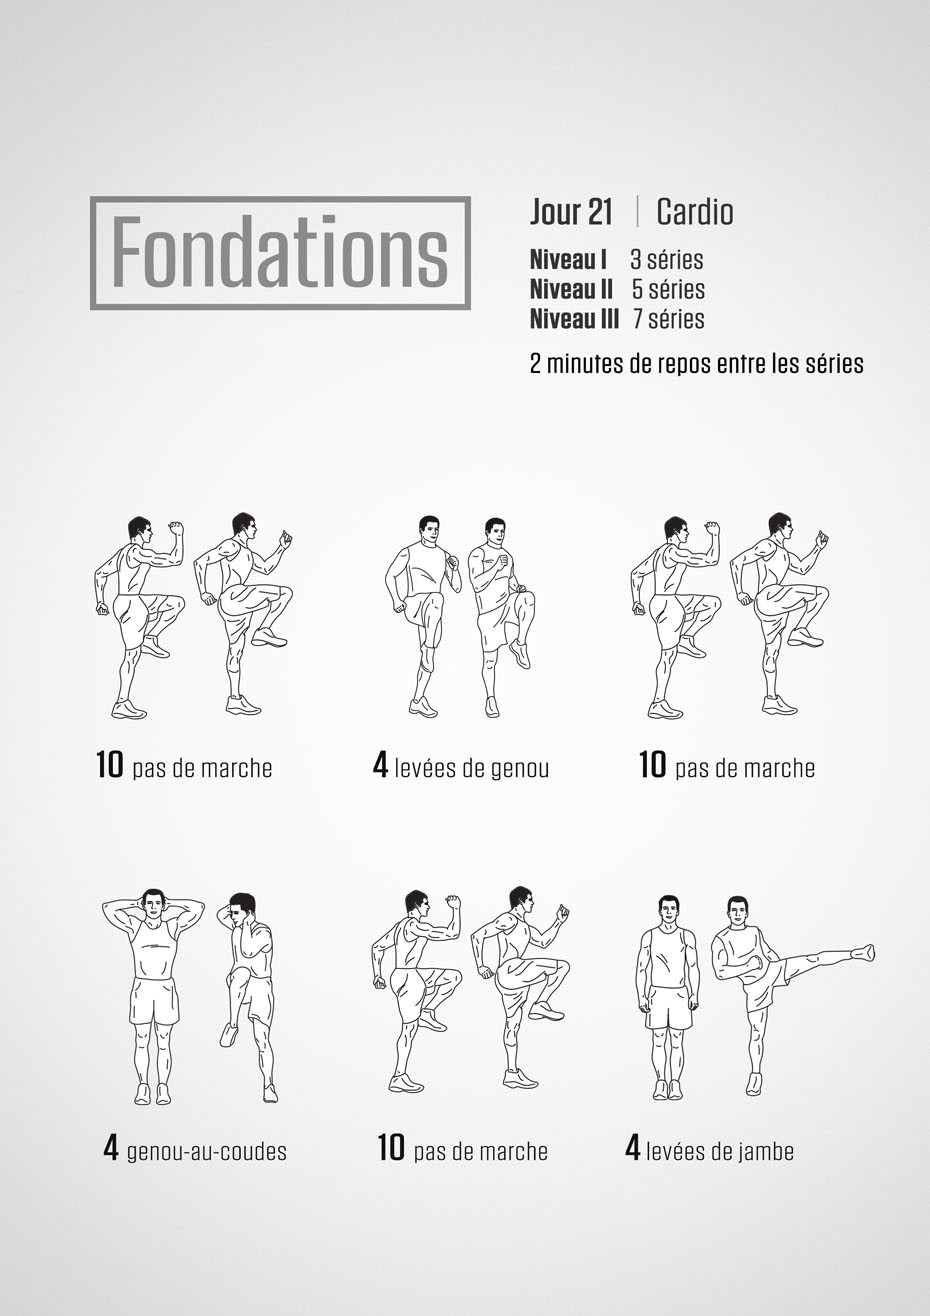 Fondations
Jour 21 | Cardio
Niveau I 3 séries
Niveau II 5 séries
Niveau III 7 séries
2 minutes de repos entre les séries
10 pas de marche
4 levées de genou
10 pas de marche
4 genou-au-coudes
10 pas de marche
4 levées de jambe